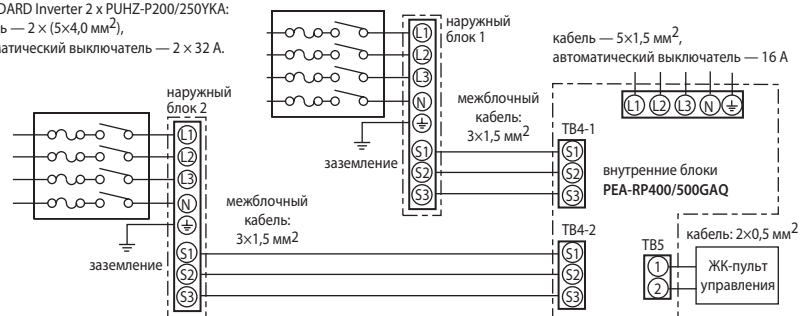 DARD Inverter 2 x PUHZ-P200/250YKA:
ь — 2 × (5×4,0 мм2),
матический выключатель — 2 × 32 А.
наружный
блок 1
L1
L2
L3
N
S1
S2
S3
кабель — 5×1,5 мм2,
автоматический выключатель — 16 А
L1 L2 L3 N
наружный
блок 2
L1
L2
L3
N
S1
S2
S3
заземление
межблочный
кабель:
3×1,5 мм2
TB4-1
S1
S2
S3
внутренние блоки
PEA-RP400/500GAQ
заземление
межблочный
кабель:
3×1,5 мм2
TB4-2
S1
S2
S3
TB5
1
2
кабель: 2×0,5 мм2
ЖК-пульт
управления